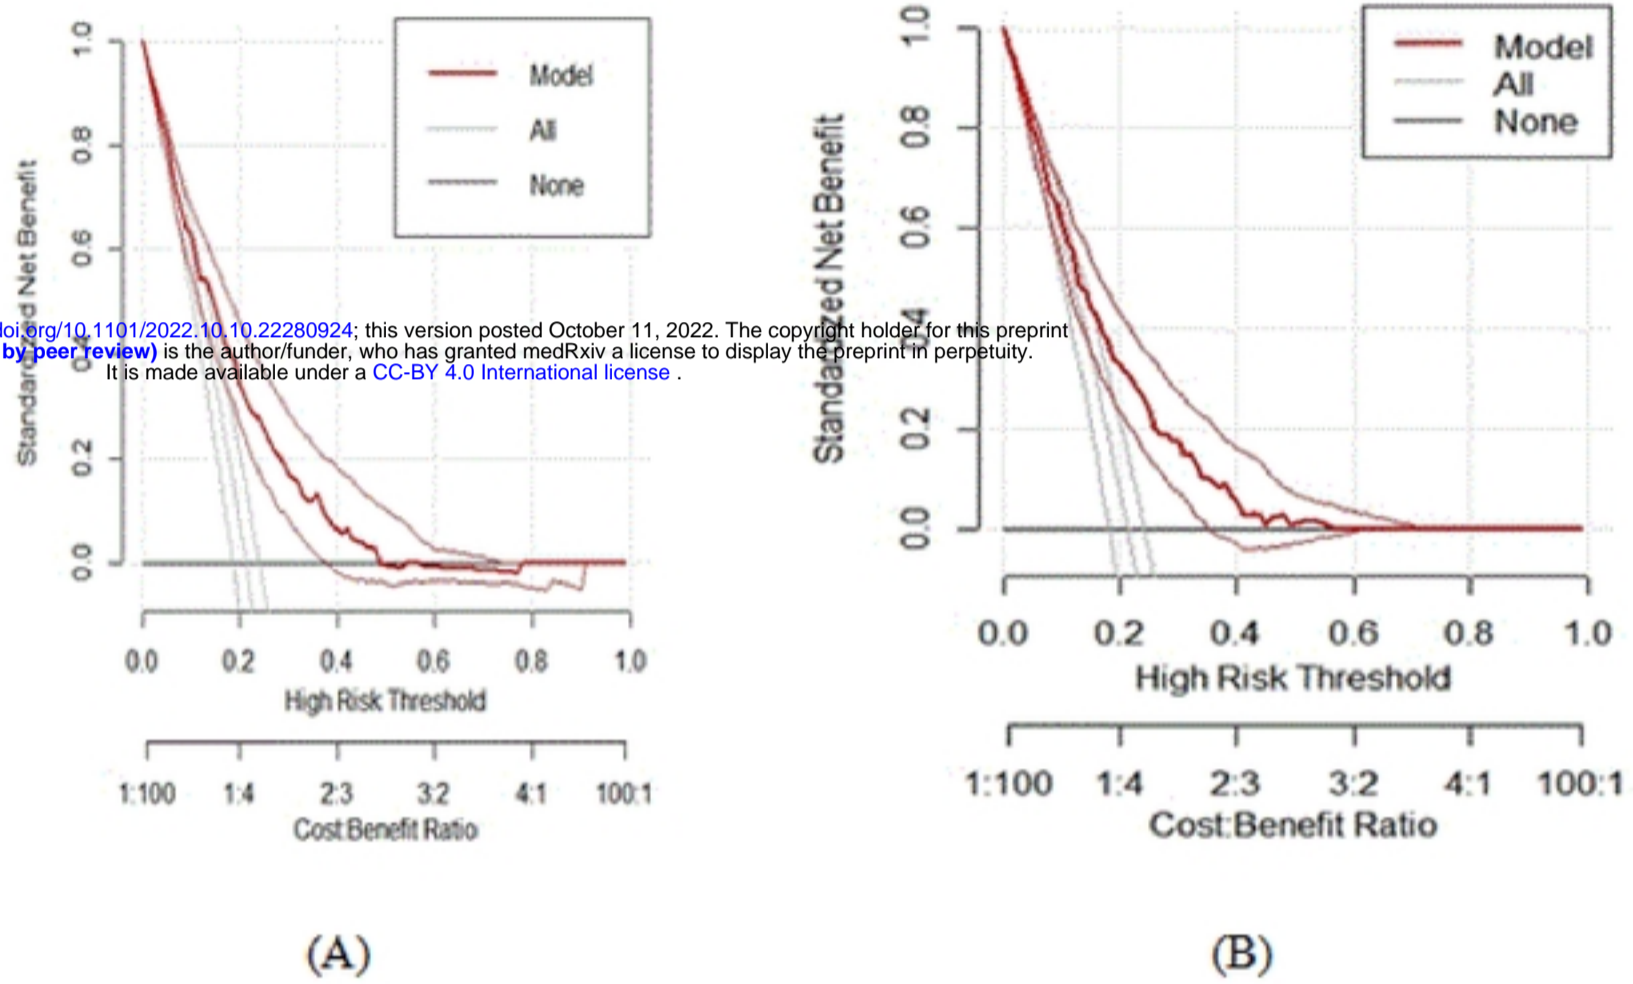 1.0
0.8
0.6
0.4
0.2
0.0
Standardized Net Benefit
Model
All
None
0.0 0.2 0.4 0.6 0.8 1.0
High Risk Threshold
1:100 1:4 2:3 3:2 4:1 100:1
Cost:Benefit Ratio
(A)
doi.org/10.1101/2022.10.10.22280924; this version posted October 11, 2022. The copyright holder for this preprint
by peer review) is the author/funder, who has granted medRxiv a license to display the preprint in perpetuity.
It is made available under a CC-BY 4.0 International license .
1.0
0.8
0.6
0.4
0.2
0.0
Standardized Net Benefit
Model
All
None
0.0 0.2 0.4 0.6 0.8 1.0
High Risk Threshold
1:100 1:4 2:3 3:2 4:1 100:1
Cost:Benefit Ratio
(B)